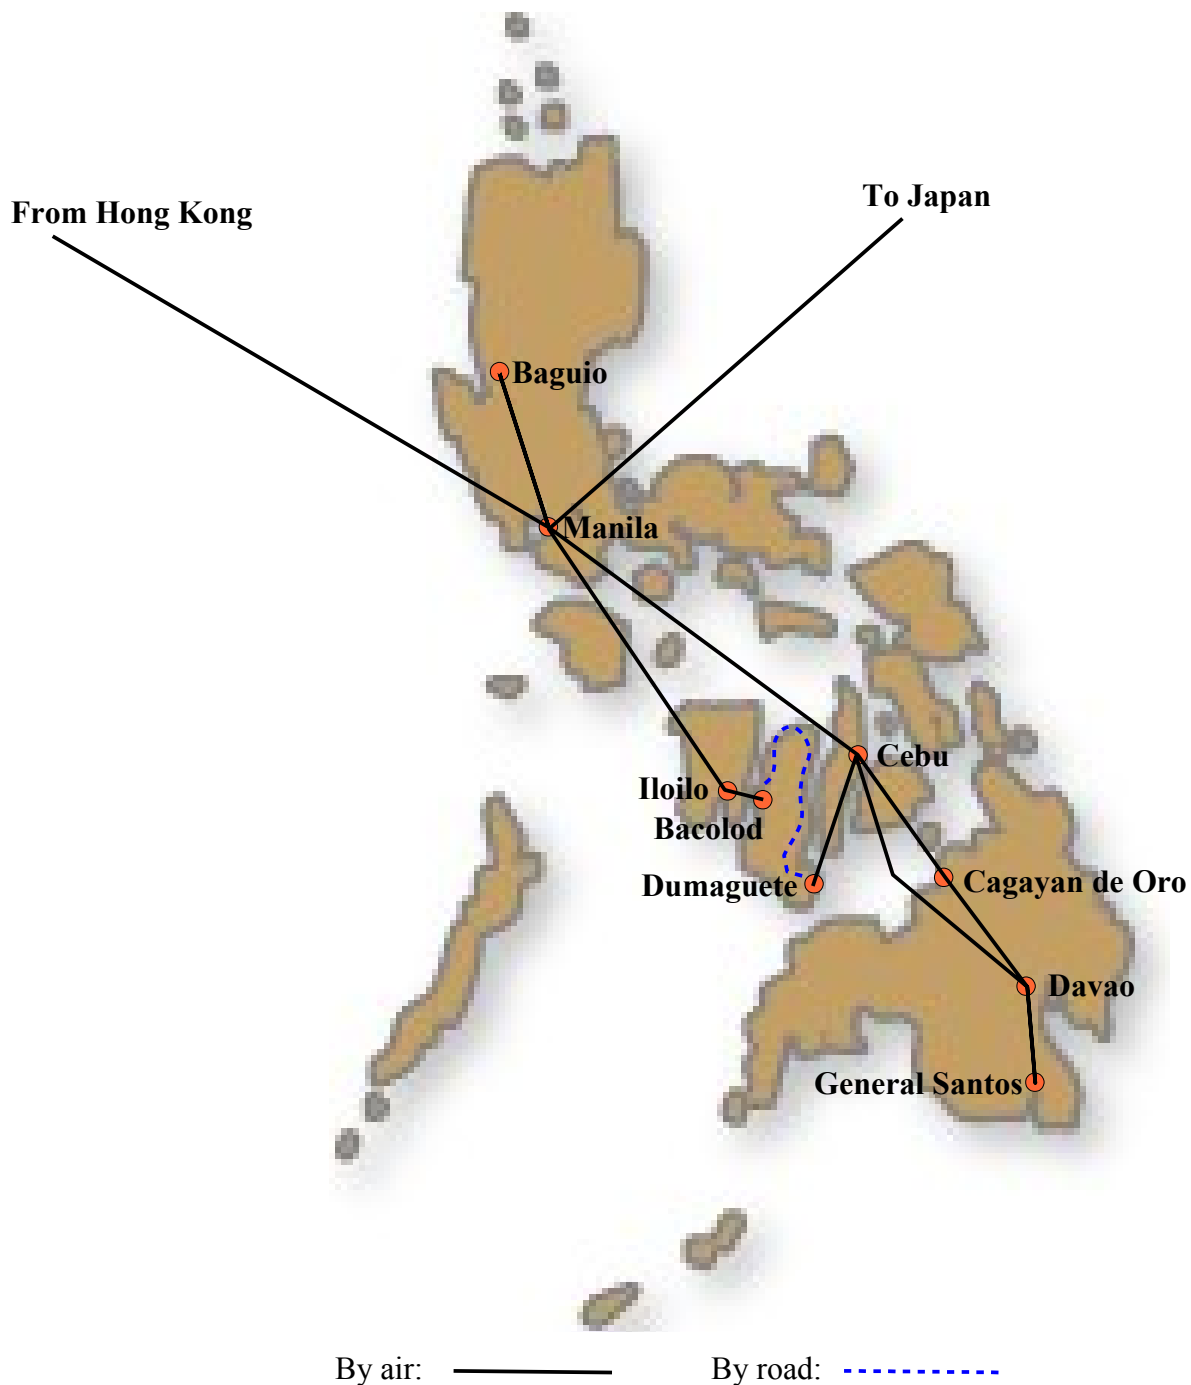 To Japan
From Hong Kong
Baguio
Manila
Cebu
Iloilo
Bacolod
Dumaguete
Cagayan de Oro
Davao
General Santos
By air: By road: